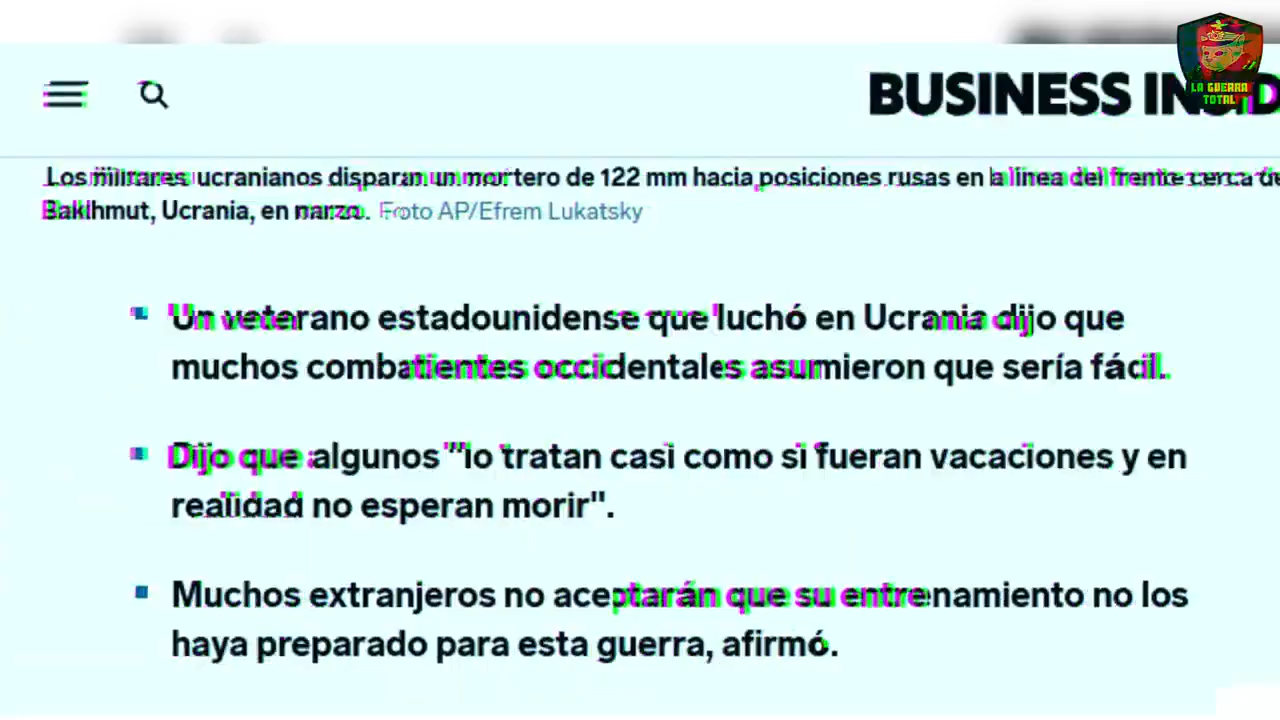 BUSINESS INSID
LA GUERRA
TOTAL
Los militares ucranianos disparan un mortero de 122 mm hacia posiciones rusas en la línea del frente cerca de
Bakhmut, Ucrania, en marzo. Foto AP/Efrem Lukatsky
Un veterano estadounidense que luchó en Ucrania dijo que
muchos combatientes occidentales asumieron que sería fácil.
Dijo que algunos "lo tratan casi como si fueran vacaciones y en
realidad no esperan morir".
Muchos extranjeros no aceptarán que su entrenamiento no los
haya preparado para esta guerra, afirmó.